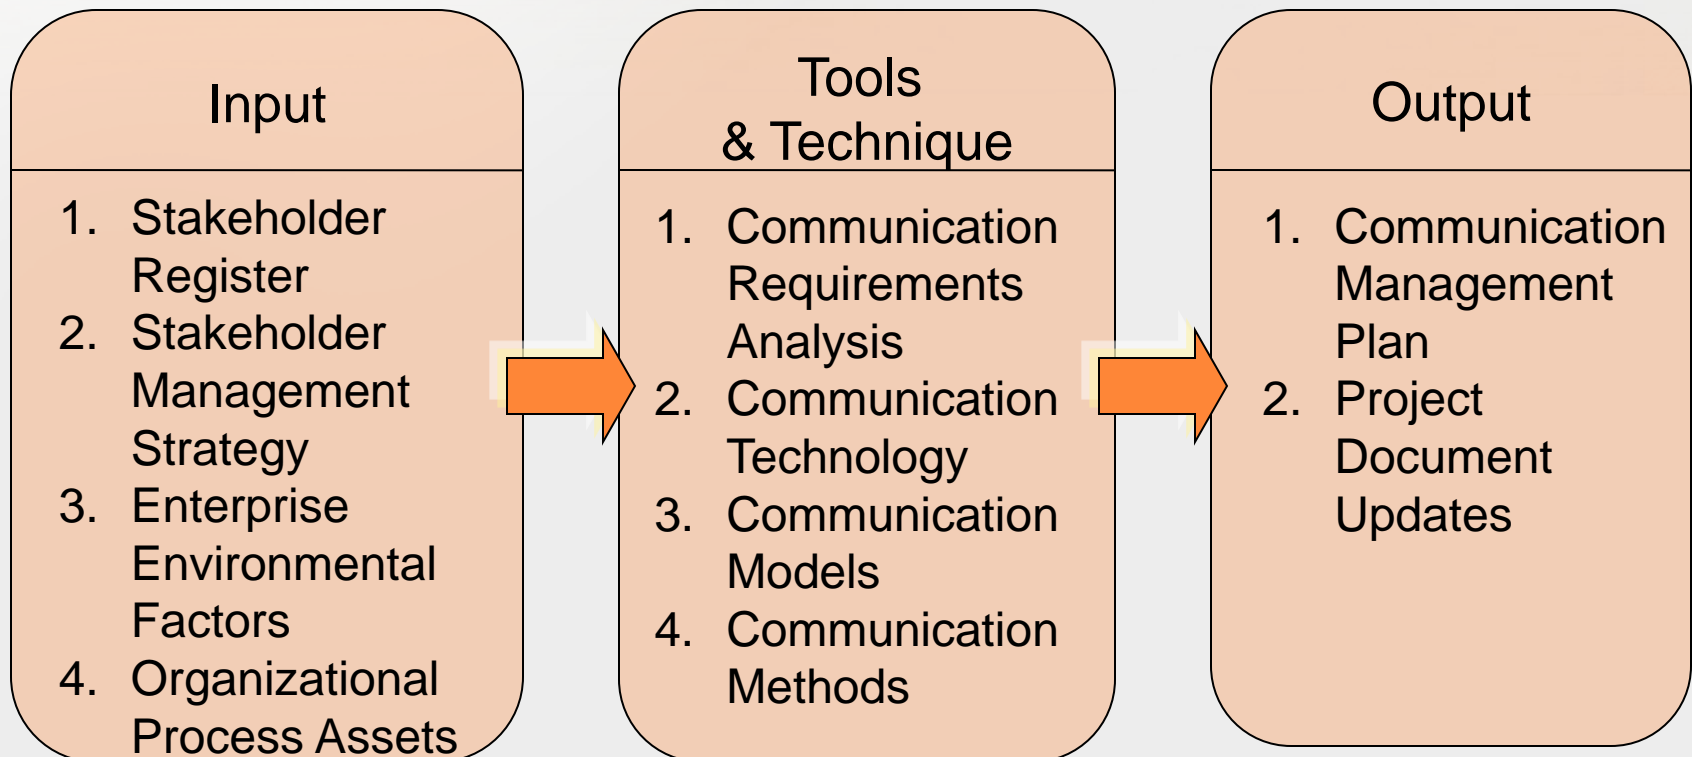 Input
1. Stakeholder
Register
2. Stakeholder
Management
Strategy
3. Enterprise
Environmental
Factors
4. Organizational
Process Assets
Tools
& Technique
1. Communication
Requirements
Analysis
2. Communication
Technology
3. Communication
Models
4. Communication
Methods
Output
1. Communication
Management
Plan
2. Project
Document
Updates